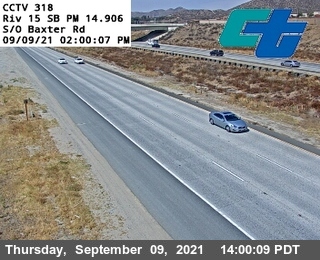 CCTV 318
Riv 15 SB PM 14.906
S/O Baxter Rd
09/09/21 02:00:07 PM
ct
Thursday, September 09, 2021 14:00:09 PDT